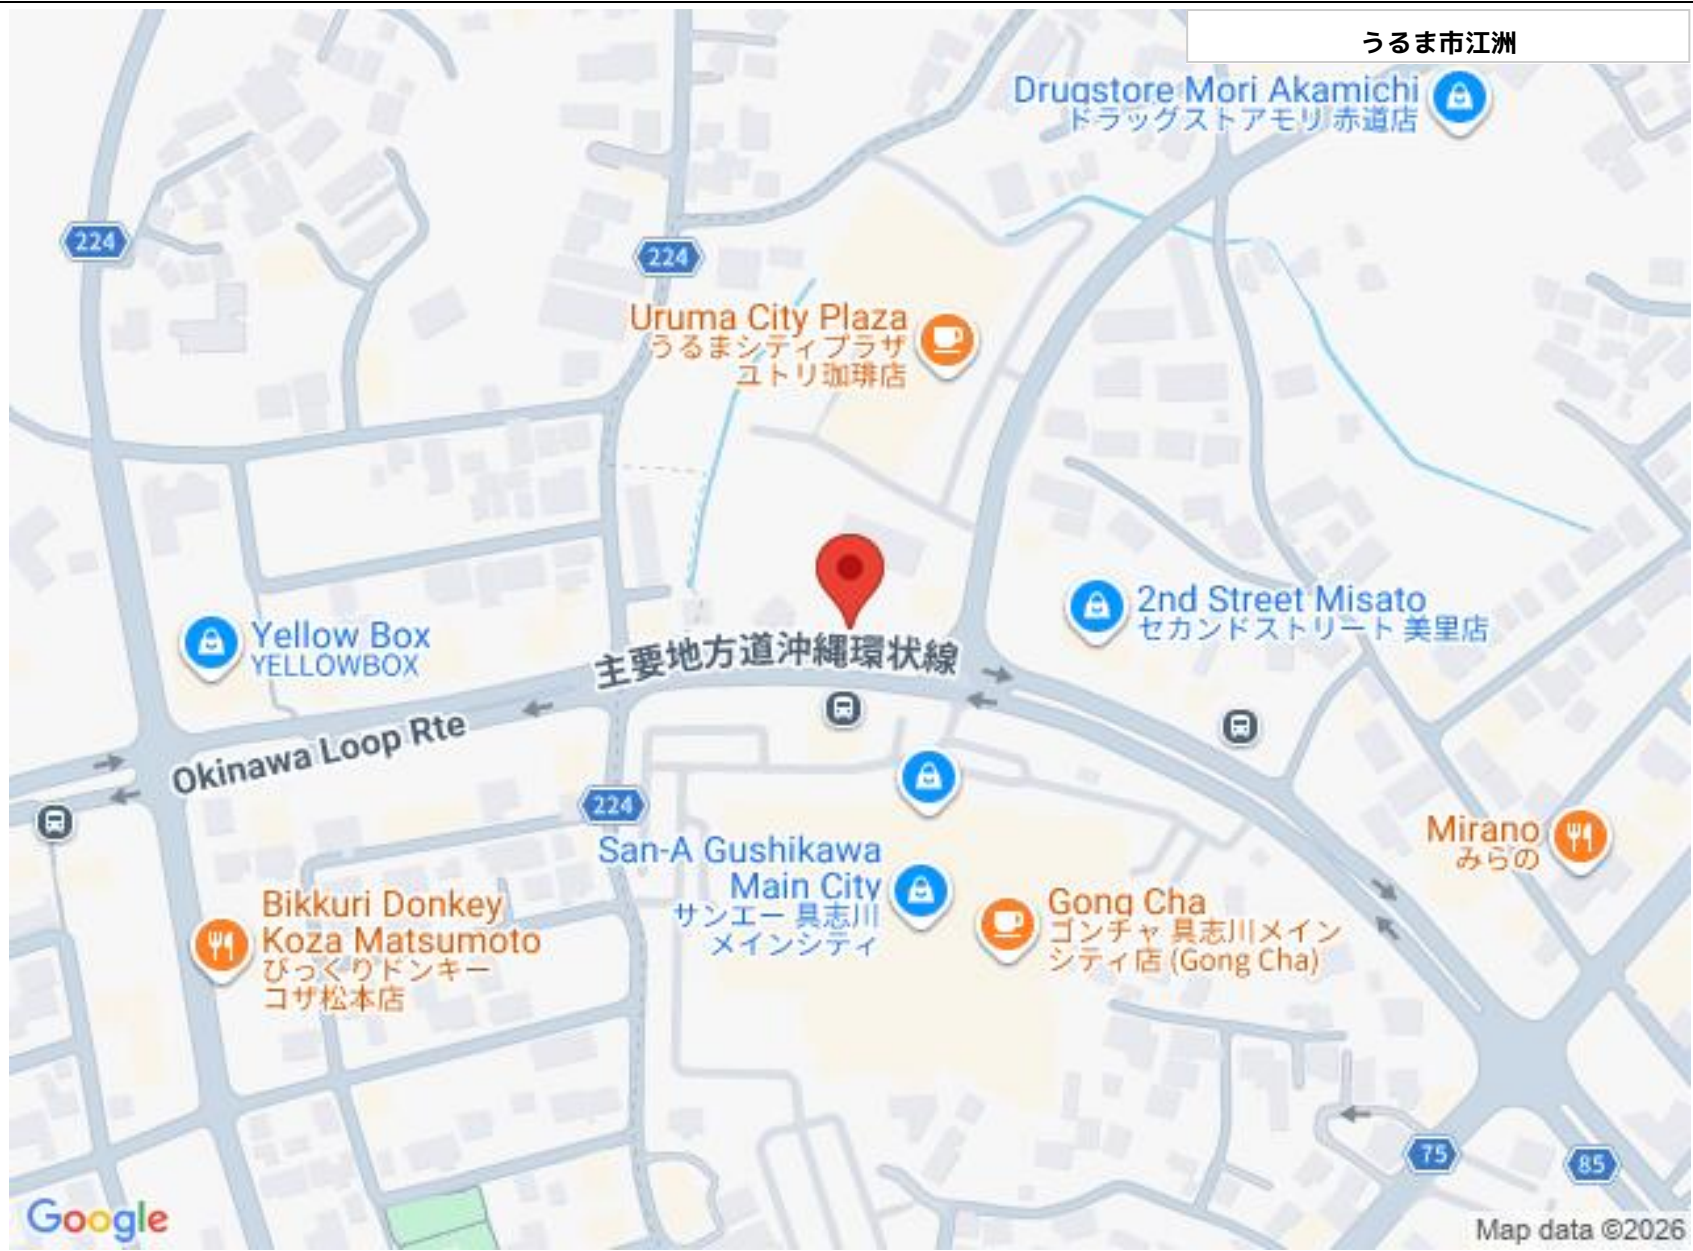 うるま市江洲
Drugstore Mori Akamichi
ドラッグストアモリ 赤道店
224
224
Uruma City Plaza
うるまシティプラザ
ユトリ珈琲店
2nd Street Misato
セカンドストリート 美里店
Yellow Box
YELLOWBOX
主要地方道沖縄環状線
Okinawa Loop Rte
224
San-A Gushikawa
Main City
サンエー 具志川
メインシティ
Mirano
みらの
Bikkuri Donkey
Koza Matsumoto
びっくりドンキー
コザ松本店
Gong Cha
ゴンチャ 具志川メイン
シティ店 (Gong Cha)
75
85
Google
Map data ©2026